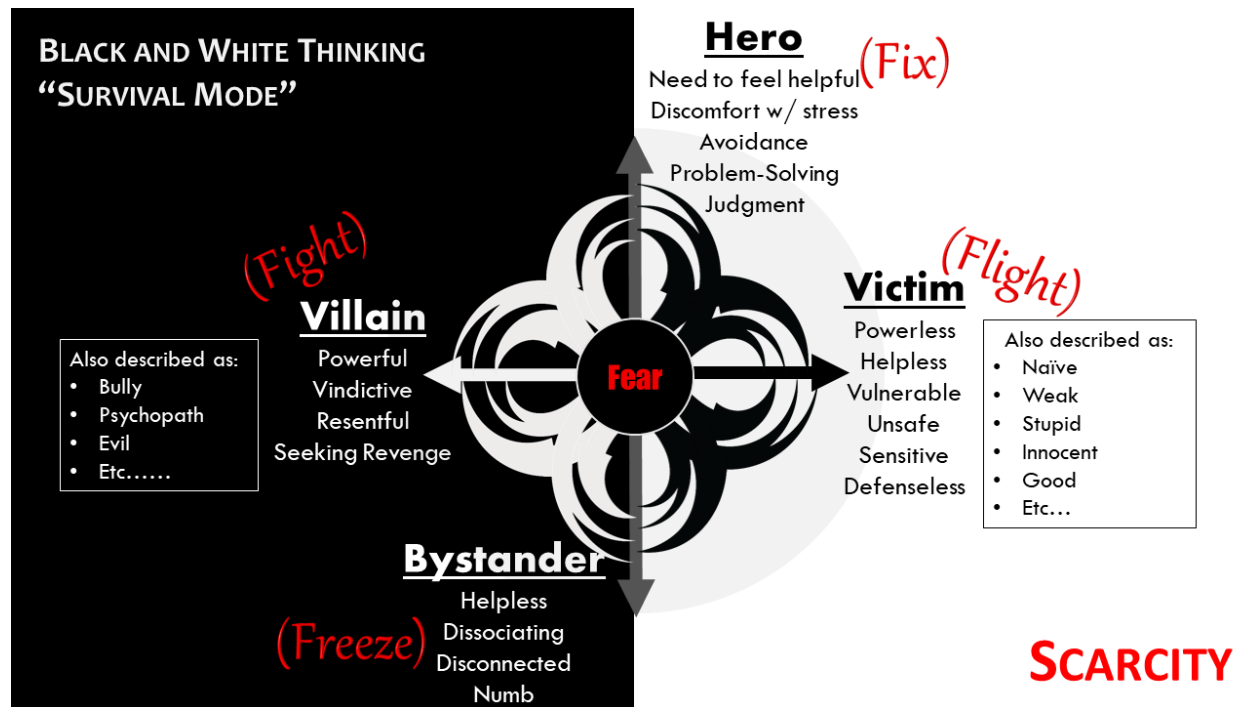 BLACK AND WHITE THINKING
“SURVIVAL MODE”
Hero
(Fix)
Need to feel helpful
Discomfort w/ stress
Avoidance
Problem-Solving
Judgment
(Fight)
Villain
Powerful
Vindictive
Resentful
Seeking Revenge
Also described as:
• Bully
• Psychopath
• Evil
• Etc......
Fear
(Flight)
Victim
Powerless
Helpless
Vulnerable
Unsafe
Sensitive
Defenseless
Also described as:
• Naïve
• Weak
• Stupid
• Innocent
• Good
• Etc...
Bystander
(Freeze)
Helpless
Dissociating
Disconnected
Numb
SCARCITY